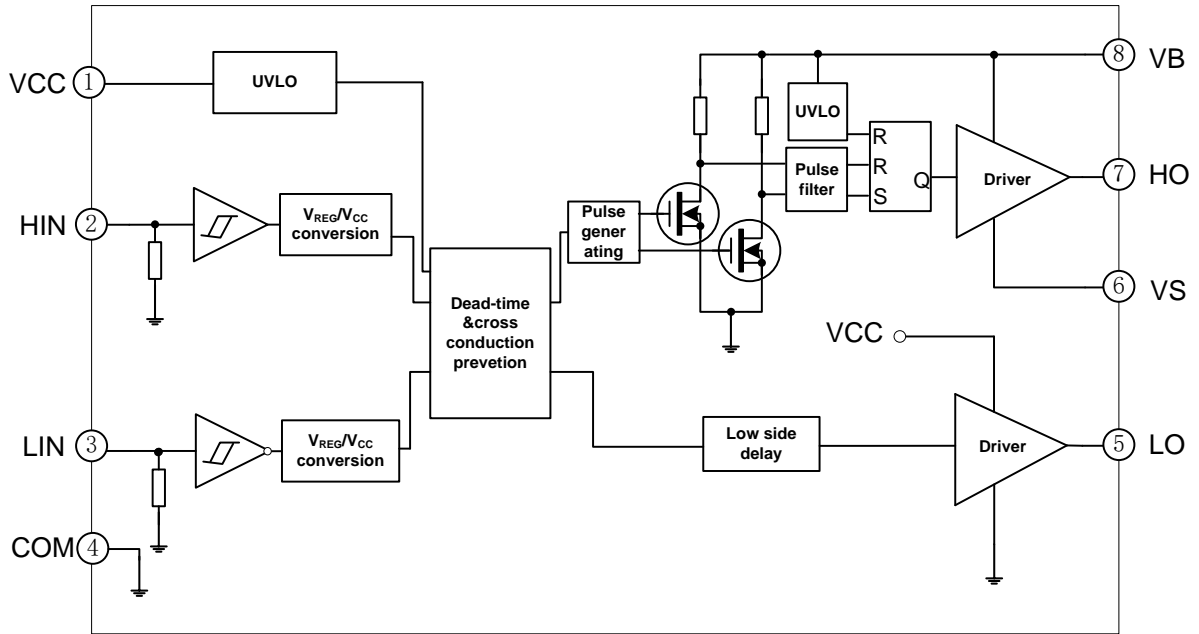 VCC
1
UVLO
HIN
2
VREG/VCC
conversion
LIN
3
VREG/VCC
conversion
COM
4
Dead-time
&cross
conduction
prevetion
Pulse
gener
ating
UVLO
Pulse
filter
R
R
S
Q
Driver
8
VB
7
HO
6
VS
VCC
Low side
delay
Driver
5
LO